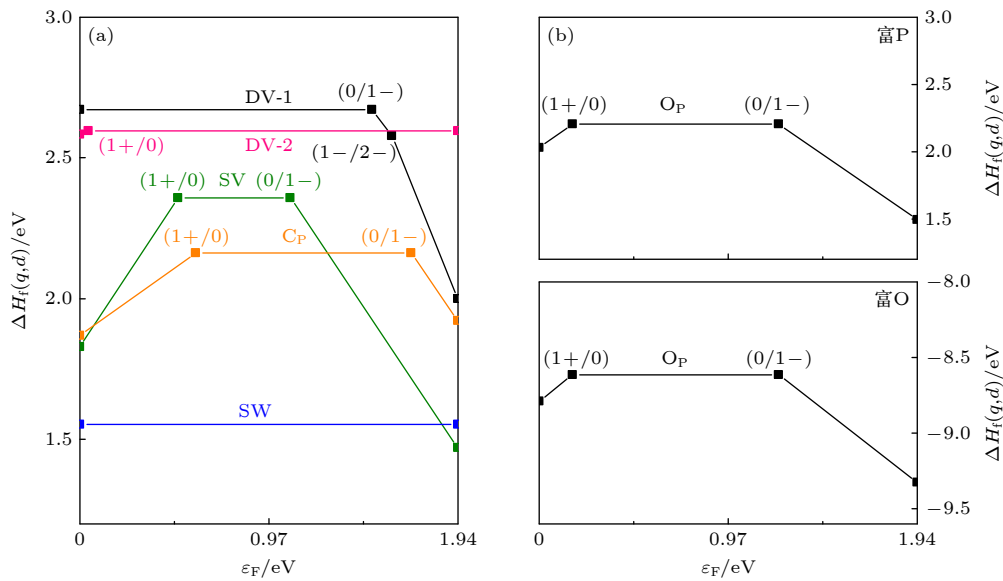 (a)
3.0
2.5
2.0
1.5
ΔH_f(q,d)/eV
DV-1
(0/1−)
(1+/0)
DV-2
(1−/2−)
(1+/0) SV (0/1−)
(1+/0) C_P (0/1−)
SW
0 0.97 1.94
ε_F/eV
(b) 富P
3.0
2.5
2.0
1.5
ΔH_f(q,d)/eV
(1+/0) O_P (0/1−)
富O
−8.0
−8.5
−9.0
−9.5
ΔH_f(q,d)/eV
(1+/0) O_P (0/1−)
0 0.97 1.94
ε_F/eV